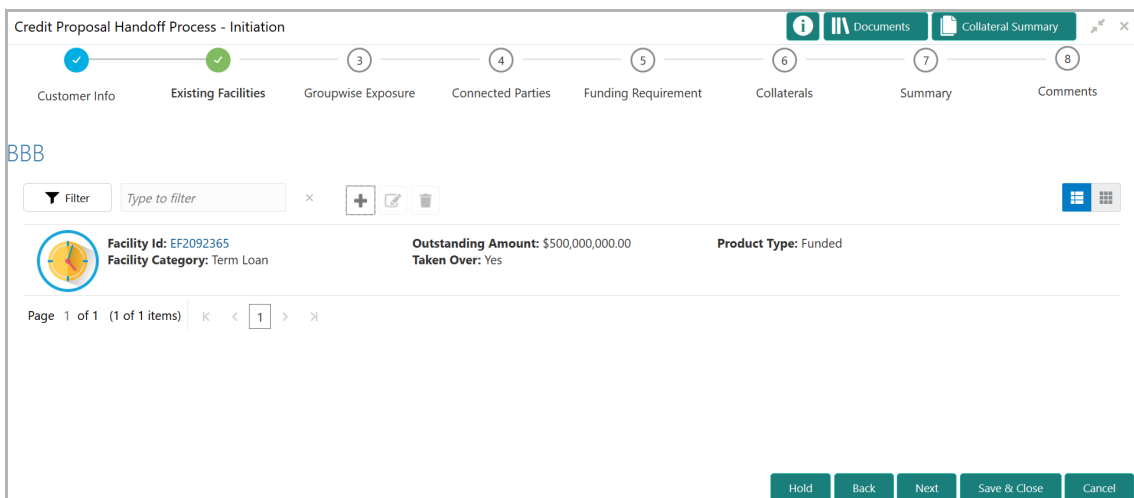 Credit Proposal Handoff Process - Initiation
Documents
Collateral Summary
3 4 5 6 7 8
Customer Info Existing Facilities Groupwise Exposure Connected Parties Funding Requirement Collaterals Summary Comments
BBB
Filter Type to filter
Facility Id: EF2092365 Outstanding Amount: $500,000,000.00 Product Type: Funded
Facility Category: Term Loan Taken Over: Yes
Page 1 of 1 (1 of 1 items) 1
Hold Back Next Save & Close Cancel